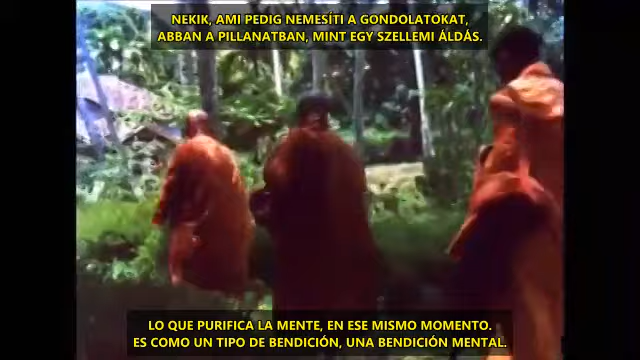 NEKIK, AMI PEDIG NEMESÍTI A GONDOLATOKAT,
ABBAN A PILLANATBAN, MINT EGY SZELLEMI ÁLDÁS.
LO QUE PURIFICA LA MENTE, EN ESE MISMO MOMENTO.
ES COMO UN TIPO DE BENDICIÓN, UNA BENDICIÓN MENTAL.